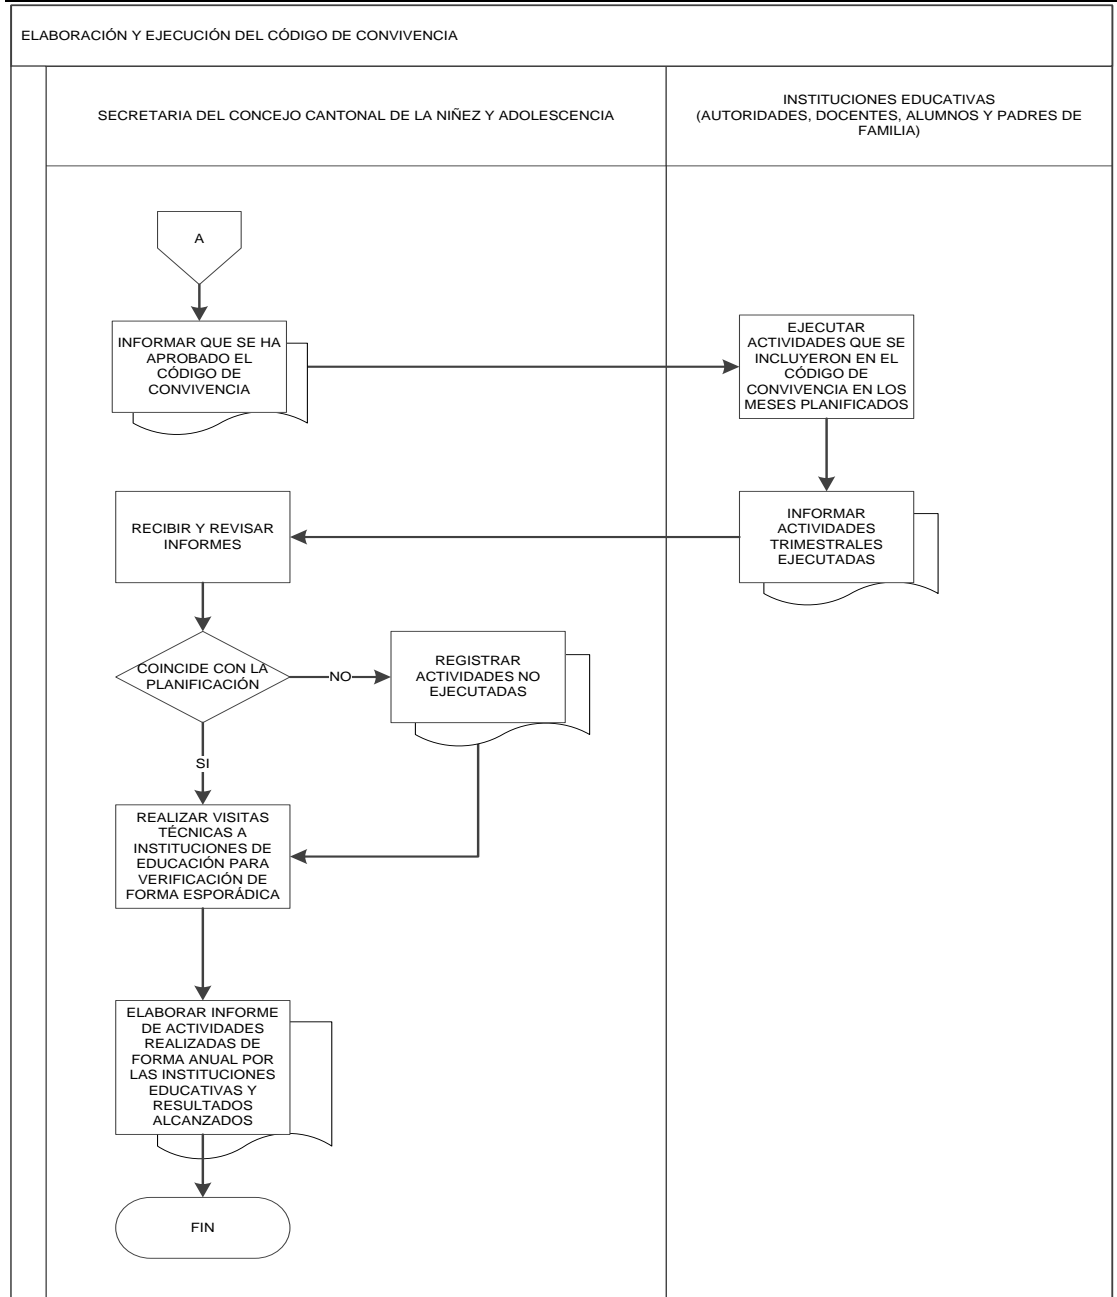 ELABORACIÓN Y EJECUCIÓN DEL CÓDIGO DE CONVIVENCIA
SECRETARIA DEL CONCEJO CANTONAL DE LA NIÑEZ Y ADOLESCENCIA
INSTITUCIONES EDUCATIVAS
(AUTORIDADES, DOCENTES, ALUMNOS Y PADRES DE
FAMILIA)
A
INFORMAR QUE SE HA
APROBADO EL
CÓDIGO DE
CONVIVENCIA
EJECUTAR
ACTIVIDADES QUE SE
INCLUYERON EN EL
CÓDIGO DE
CONVIVENCIA EN LOS
MESES PLANIFICADOS
INFORMAR
ACTIVIDADES
TRIMESTRALES
EJECUTADAS
RECIBIR Y REVISAR
INFORMES
COINCIDE CON LA
PLANIFICACIÓN
NO
REGISTRAR
ACTIVIDADES NO
EJECUTADAS
SI
REALIZAR VISITAS
TÉCNICAS A
INSTITUCIONES DE
EDUCACIÓN PARA
VERIFICACIÓN DE
FORMA ESPORÁDICA
ELABORAR INFORME
DE ACTIVIDADES
REALIZADAS DE
FORMA ANUAL POR
LAS INSTITUCIONES
EDUCATIVAS Y
RESULTADOS
ALCANZADOS
FIN